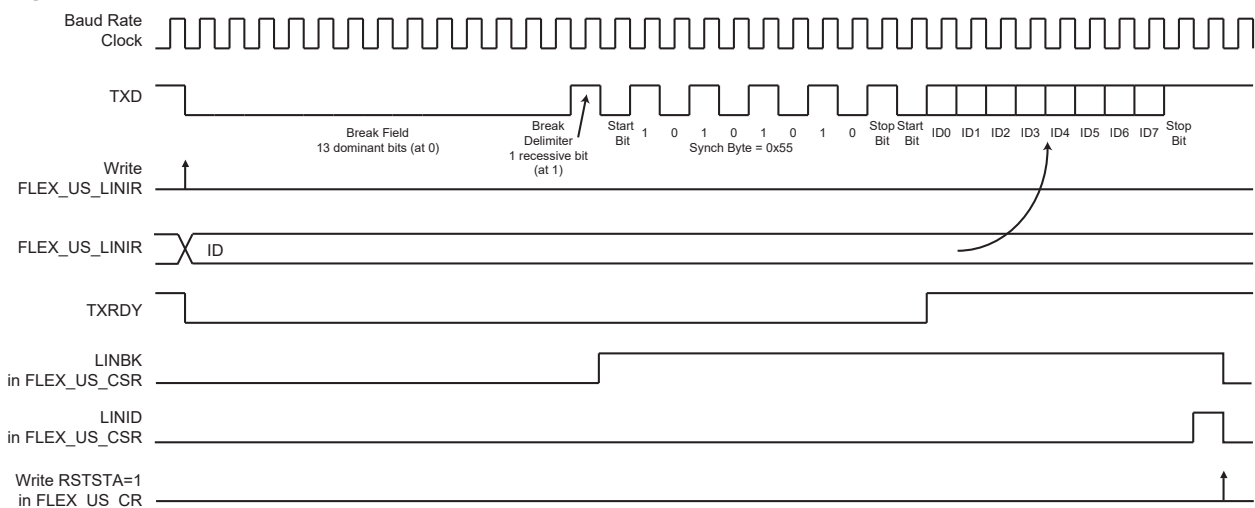 Baud Rate
Clock
TXD
Break Field
13 dominant bits (at 0)
Break
Delimiter
1 recessive bit
(at 1)
Start
Bit
1 0 1 0 1 0 1 0
Synch Byte = 0x55
Stop
Bit
Start
Bit
ID0 ID1 ID2 ID3 ID4 ID5 ID6 ID7
Stop
Bit
Write
FLEX_US_LINIR
FLEX_US_LINIR
ID
TXRDY
LINBK
in FLEX_US_CSR
LINID
in FLEX_US_CSR
Write RSTSTA=1
in FLEX_US_CR